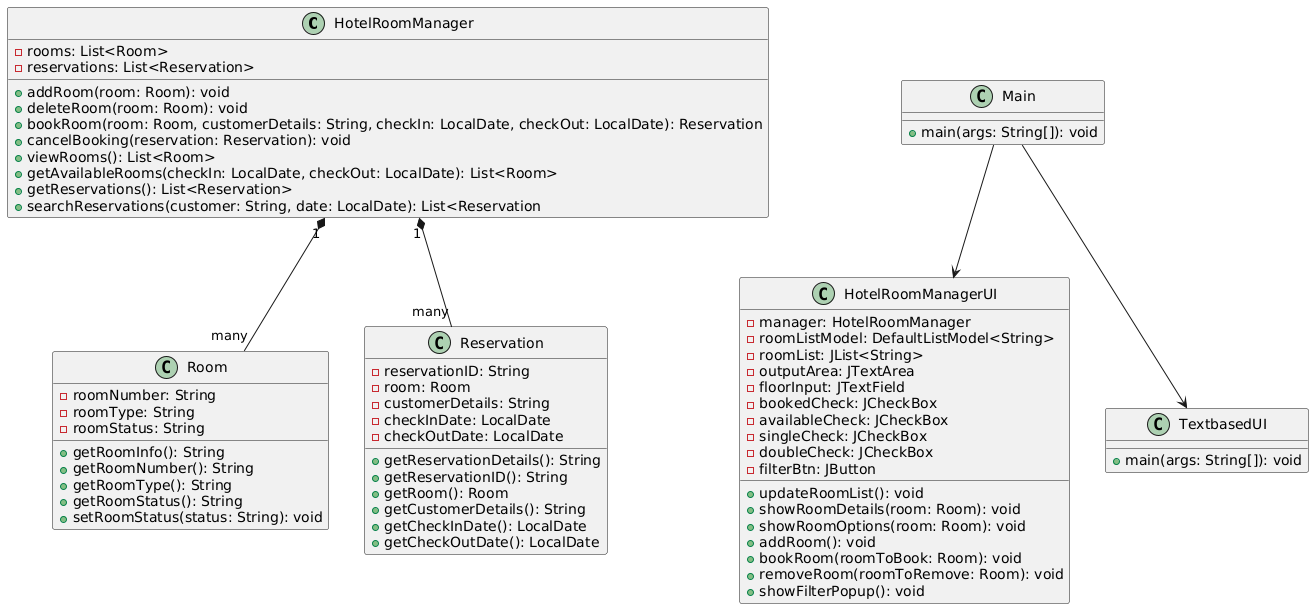 C HotelRoomManager
rooms: List<Room>
reservations: List<Reservation>
addRoom(room: Room): void
deleteRoom(room: Room): void
bookRoom(room: Room, customerDetails: String, checkIn: LocalDate, checkOut: LocalDate): Reservation
cancelBooking(reservation: Reservation): void
viewRooms(): List<Room>
getAvailableRooms(checkIn: LocalDate, checkOut: LocalDate): List<Room>
getReservations(): List<Reservation>
searchReservations(customer: String, date: LocalDate): List<Reservation
C Main
main(args: String[]): void
1
1
many
many
C Room
roomNumber: String
roomType: String
roomStatus: String
getRoomInfo(): String
getRoomNumber(): String
getRoomType(): String
getRoomStatus(): String
setRoomStatus(status: String): void
C Reservation
reservationID: String
room: Room
customerDetails: String
checkInDate: LocalDate
checkOutDate: LocalDate
getReservationDetails(): String
getReservationID(): String
getRoom(): Room
getCustomerDetails(): String
getCheckInDate(): LocalDate
getCheckOutDate(): LocalDate
C HotelRoomManagerUI
manager: HotelRoomManager
roomListModel: DefaultListModel<String>
roomList: JList<String>
outputArea: JTextArea
floorInput: JTextField
bookedCheck: JCheckBox
availableCheck: JCheckBox
singleCheck: JCheckBox
doubleCheck: JCheckBox
filterBtn: JButton
updateRoomList(): void
showRoomDetails(room: Room): void
showRoomOptions(room: Room): void
addRoom(): void
bookRoom(roomToBook: Room): void
removeRoom(roomToRemove: Room): void
showFilterPopup(): void
C TextbasedUI
main(args: String[]): void